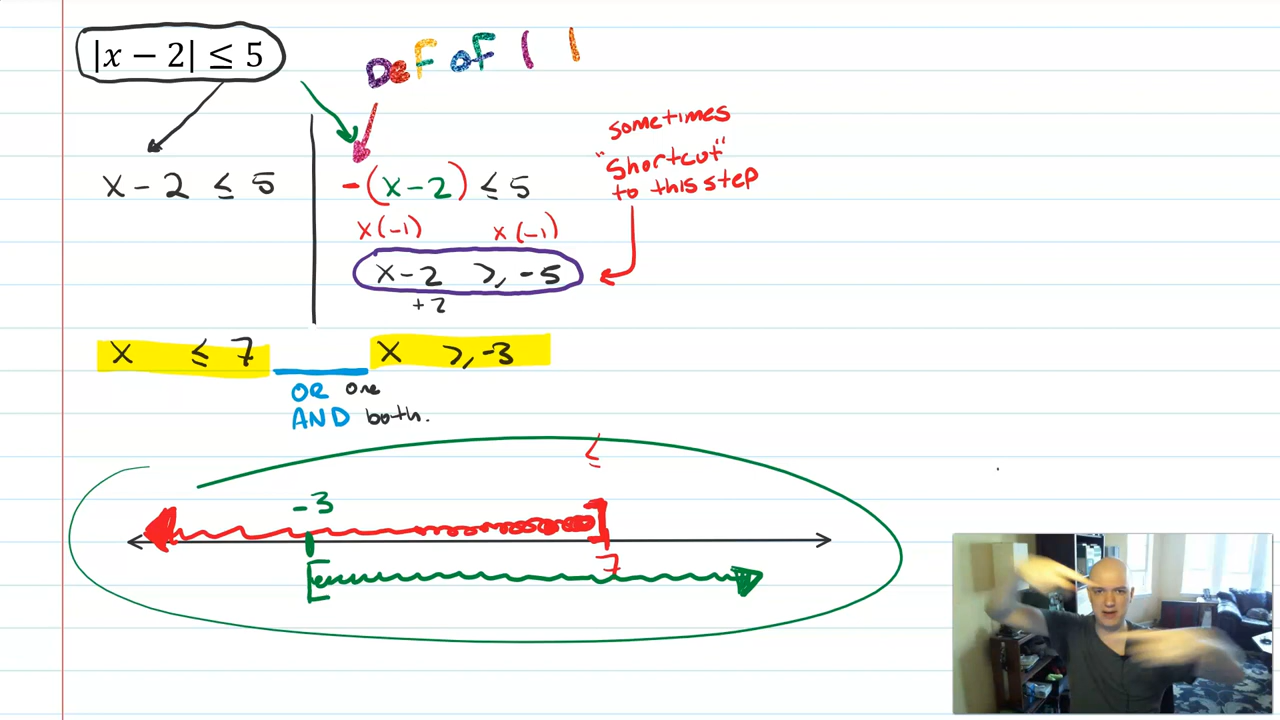 |x − 2| ≤ 5
DEF OF | |
sometimes
"shortcut"
to this step
x - 2 ≤ 5
-(x-2) ≤ 5
x(-1) x(-1)
x-2 ≥ -5
+2
x ≤ 7
x ≥ -3
OR one
AND both.
≤
-3
7